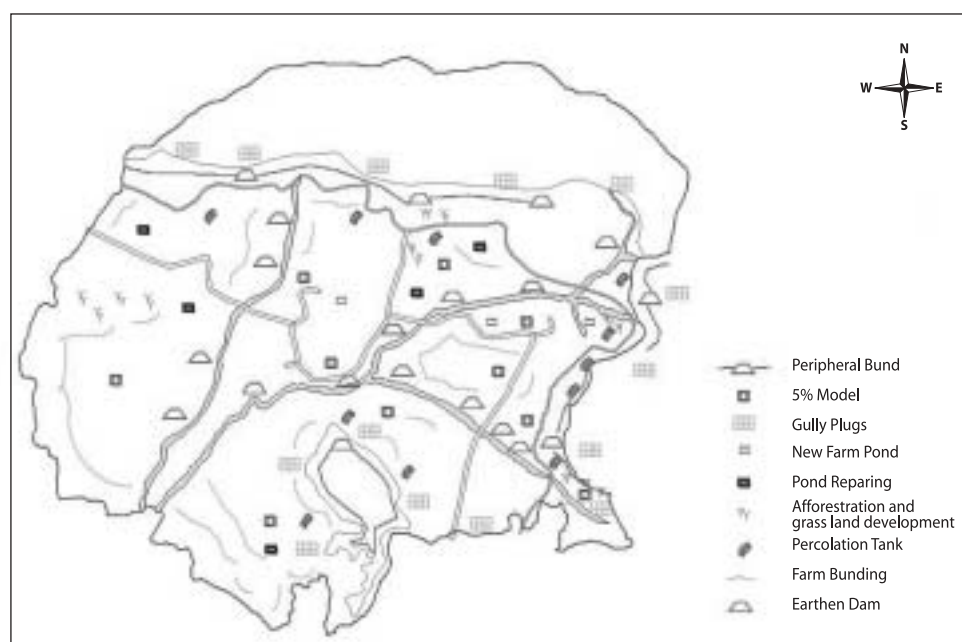 N
W E
S
Peripheral Bund
5% Model
Gully Plugs
New Farm Pond
Pond Reparing
Afforestration and
grass land development
Percolation Tank
Farm Bunding
Earthen Dam